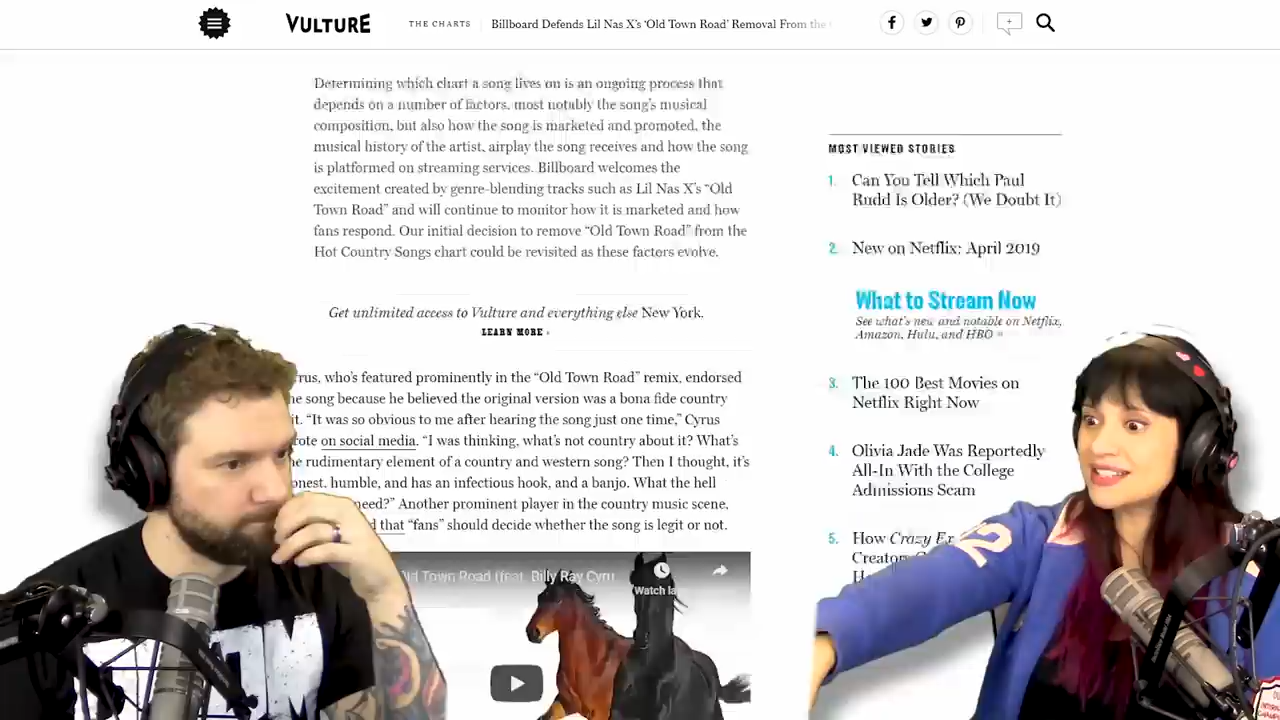 VULTURE
THE CHARTS
Billboard Defends Lil Nas X's 'Old Town Road' Removal From the
Determining which chart a song lives on is an ongoing process that
depends on a number of factors, most notably the song's musical
composition, but also how the song is marketed and promoted, the
musical history of the artist, airplay the song receives and how the song
is platformed on streaming services. Billboard welcomes the
excitement created by genre-blending tracks such as Lil Nas X's “Old
Town Road” and will continue to monitor how it is marketed and how
fans respond. Our initial decision to remove “Old Town Road” from the
Hot Country Songs chart could be revisited as these factors evolve.
Get unlimited access to Vulture and everything else New York.
LEARN MORE »
rus, who's featured prominently in the “Old Town Road” remix, endorsed
he song because he believed the original version was a bona fide country
it. “It was so obvious to me after hearing the song just one time,” Cyrus
rote on social media. “I was thinking, what's not country about it? What's
he rudimentary element of a country and western song? Then I thought, it's
onest, humble, and has an infectious hook, and a banjo. What the hell
need?” Another prominent player in the country music scene,
d that “fans” should decide whether the song is legit or not.
Old Town Road (feat. Billy Ray Cyru
Watch la
MOST VIEWED STORIES
1. Can You Tell Which Paul
Rudd Is Older? (We Doubt It)
2. New on Netflix: April 2019
What to Stream Now
See what's new and notable on Netflix,
Amazon, Hulu, and HBO »
3. The 100 Best Movies on
Netflix Right Now
4. Olivia Jade Was Reportedly
All-In With the College
Admissions Scam
5. How Crazy Ex
Creator